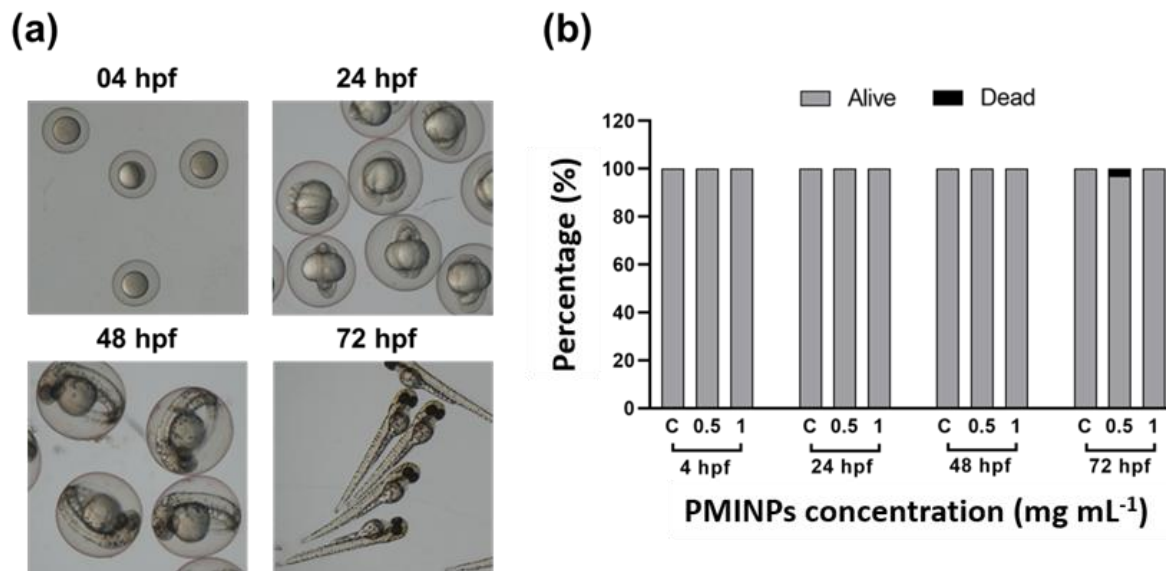 (a)
04 hpf
24 hpf
48 hpf
72 hpf
(b)
Alive
Dead
Percentage (%)
120
100
80
60
40
20
0
C 0.5 1 C 0.5 1 C 0.5 1 C 0.5 1
4 hpf 24 hpf 48 hpf 72 hpf
PMINPs concentration (mg mL⁻¹)